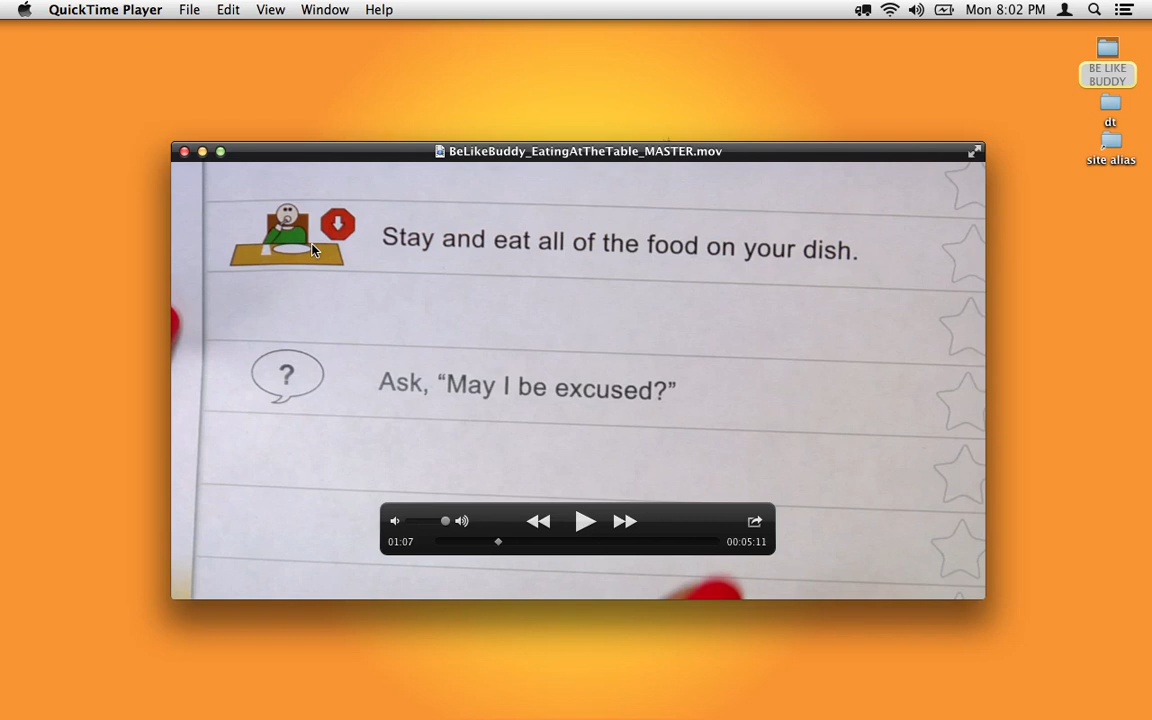 QuickTime Player File Edit View Window Help Mon 8:02 PM
BE LIKE
BUDDY
dt
site alias
BeLikeBuddy_EatingAtTheTable_MASTER.mov
Stay and eat all of the food on your dish.
?
Ask, “May I be excused?”
01:07 00:05:11